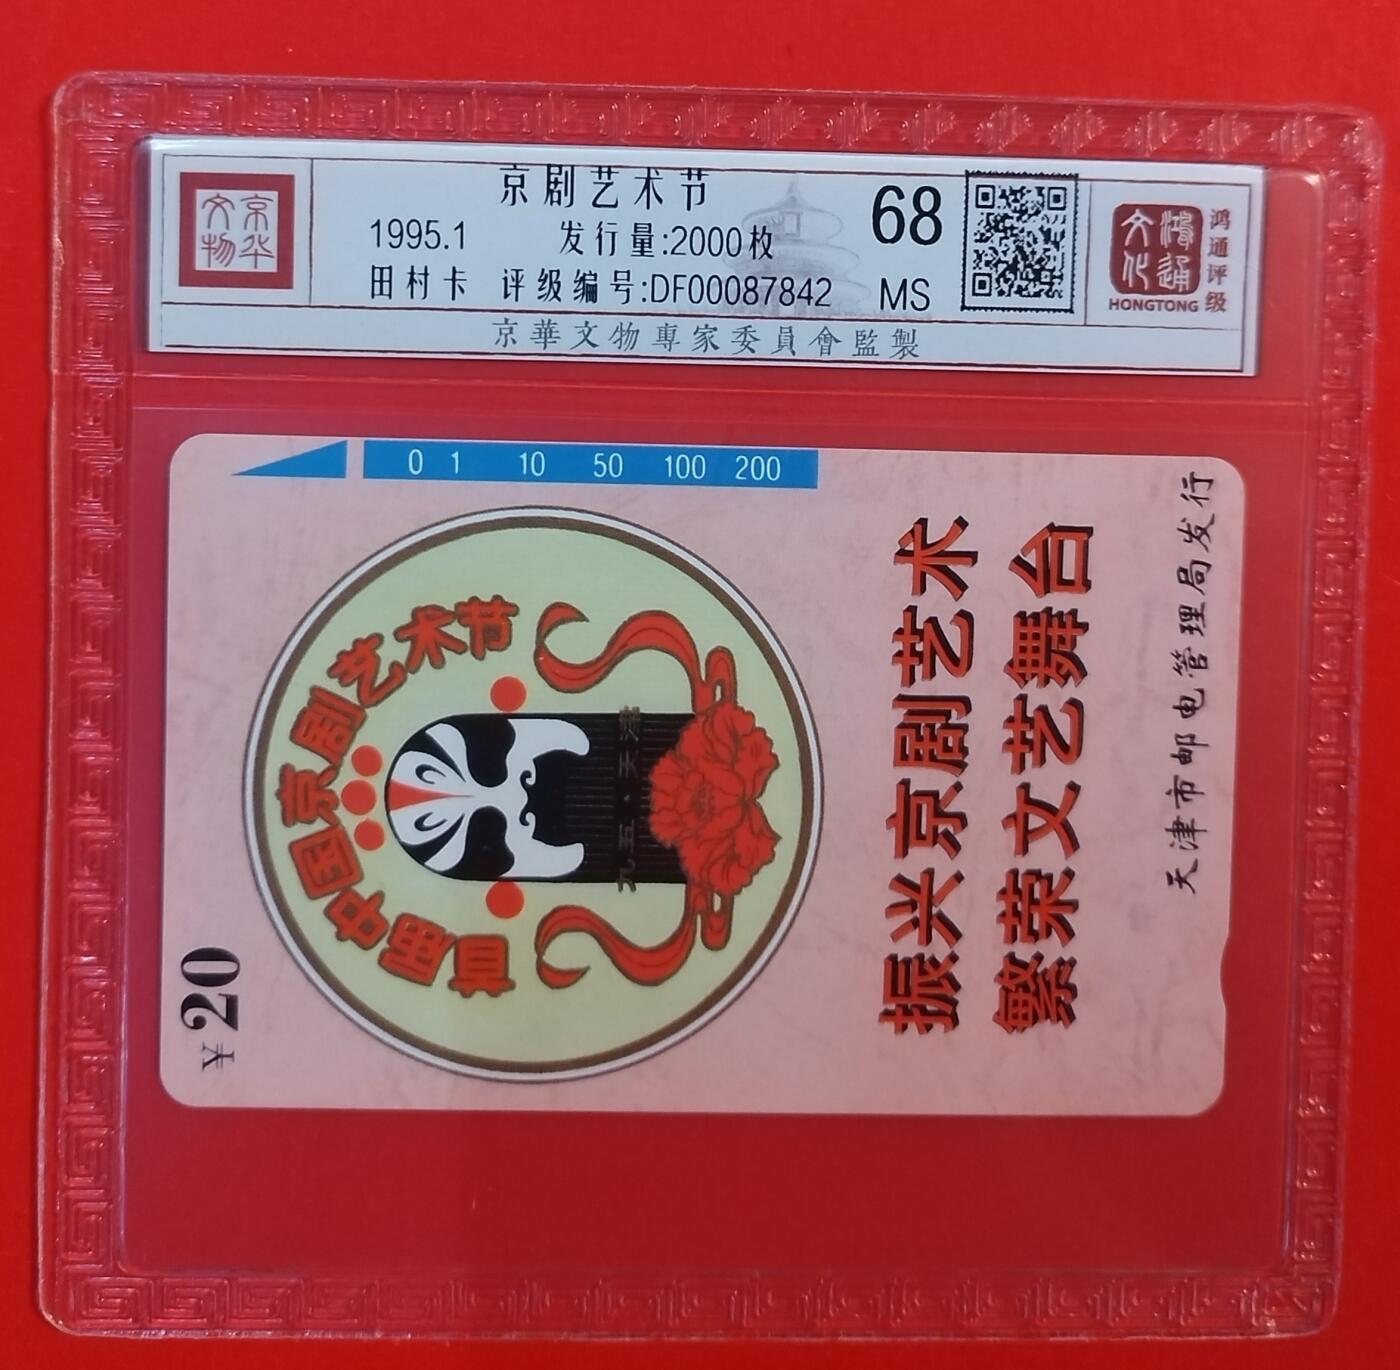 京华
文物
京剧艺术节
1995.1 发行量:2000枚
田村卡 评级编号:DF00087842
68
MS
鸿通
文化
HONGTONG
鸿通评级
京華文物專家委員會監製
0 1 10 50 100 200
¥20
首届中国京剧艺术节
九五·天津
振兴京剧艺术
繁荣文艺舞台
天津市邮电管理局发行